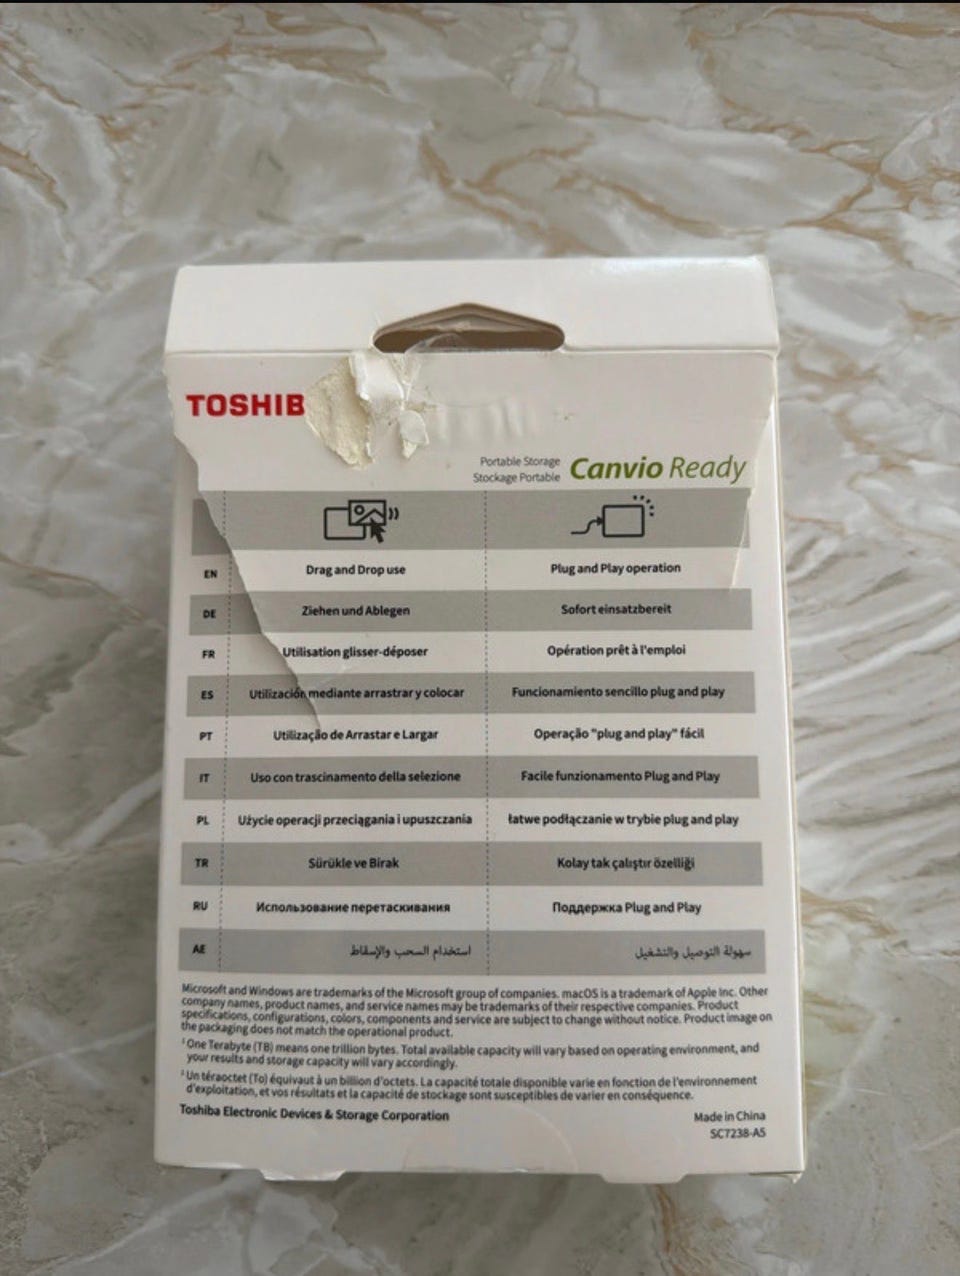 TOSHIB
Portable Storage
Stockage Portable
Canvio Ready
EN Drag and Drop use Plug and Play operation
DE Ziehen und Ablegen Sofort einsatzbereit
FR Utilisation glisser-déposer Opération prêt à l'emploi
ES Utilización mediante arrastrar y colocar Funcionamiento sencillo plug and play
PT Utilização de Arrastar e Largar Operação "plug and play" fácil
IT Uso con trascinamento della selezione Facile funzionamento Plug and Play
PL Użycie operacji przeciągania i upuszczania łatwe podłączanie w trybie plug and play
TR Sürükle ve Bırak Kolay tak çalıştır özelliği
RU Использование перетаскивания Поддержка Plug and Play
AE استخدام السحب والإسقاط سهولة التوصيل والتشغيل
Microsoft and Windows are trademarks of the Microsoft group of companies. macOS is a trademark of Apple Inc. Other
company names, product names, and service names may be trademarks of their respective companies. Product
specifications, configurations, colors, components and service are subject to change without notice. Product image on
the packaging does not match the operational product.
¹ One Terabyte (TB) means one trillion bytes. Total available capacity will vary based on operating environment, and
your results and storage capacity will vary accordingly.
¹ Un téraoctet (To) équivaut à un billion d'octets. La capacité totale disponible varie en fonction de l'environnement
d'exploitation, et vos résultats et la capacité de stockage sont susceptibles de varier en conséquence.
Toshiba Electronic Devices & Storage Corporation
Made in China
SC7238-A5